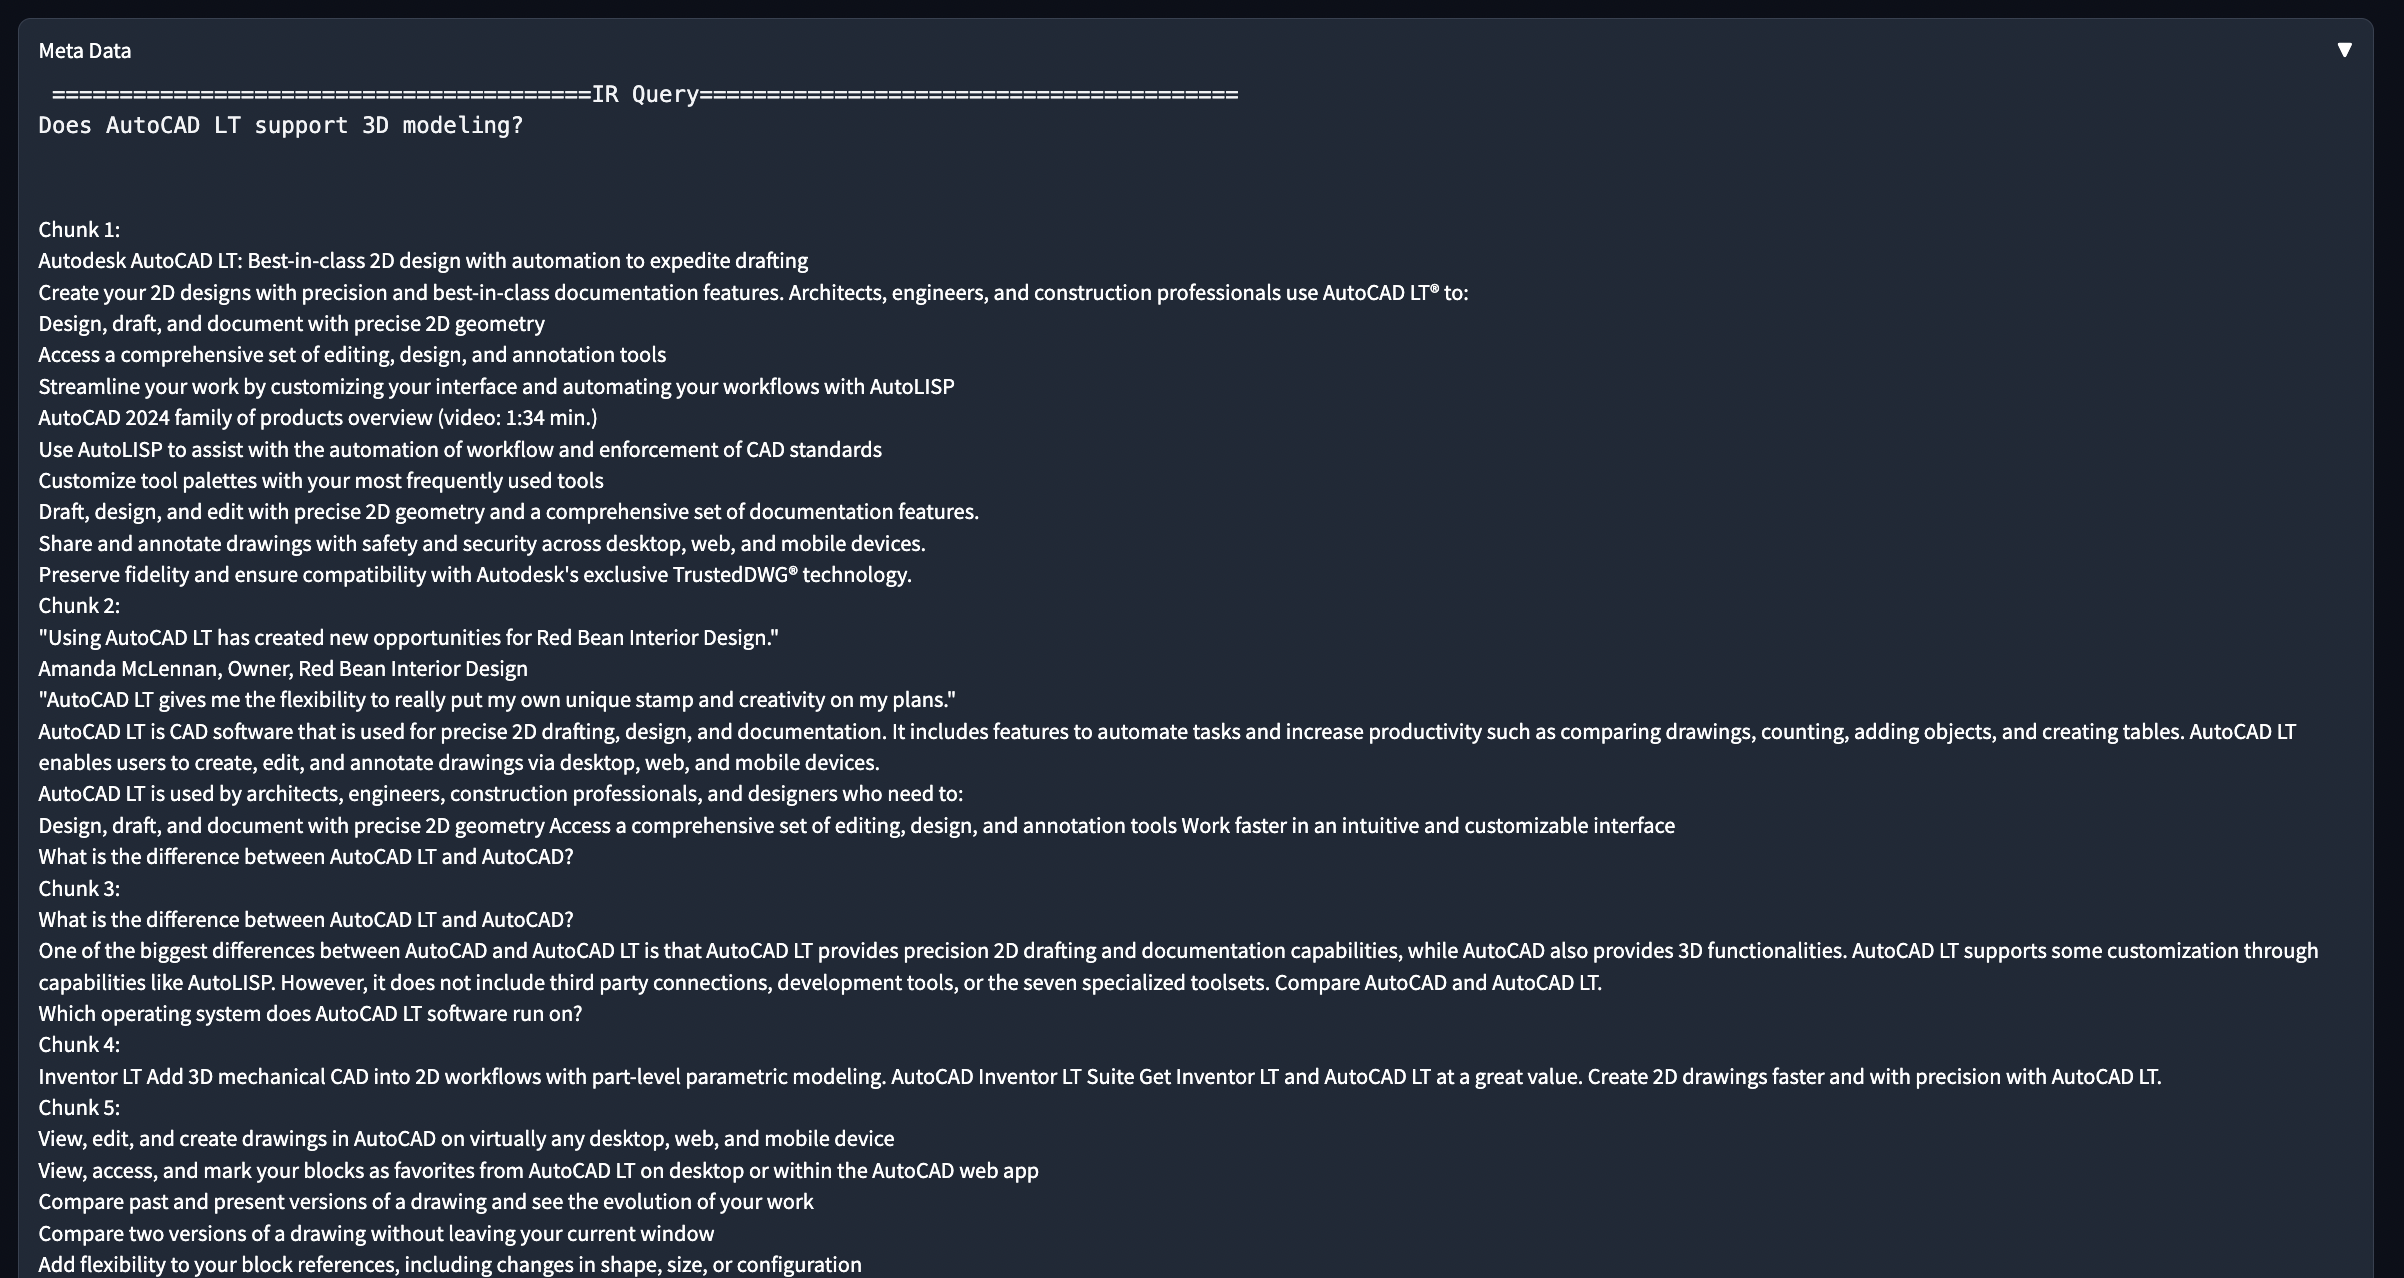 Meta Data
========================================IR Query========================================
Does AutoCAD LT support 3D modeling?
Chunk 1:
Autodesk AutoCAD LT: Best-in-class 2D design with automation to expedite drafting
Create your 2D designs with precision and best-in-class documentation features. Architects, engineers, and construction professionals use AutoCAD LT® to:
Design, draft, and document with precise 2D geometry
Access a comprehensive set of editing, design, and annotation tools
Streamline your work by customizing your interface and automating your workflows with AutoLISP
AutoCAD 2024 family of products overview (video: 1:34 min.)
Use AutoLISP to assist with the automation of workflow and enforcement of CAD standards
Customize tool palettes with your most frequently used tools
Draft, design, and edit with precise 2D geometry and a comprehensive set of documentation features.
Share and annotate drawings with safety and security across desktop, web, and mobile devices.
Preserve fidelity and ensure compatibility with Autodesk's exclusive TrustedDWG® technology.
Chunk 2:
"Using AutoCAD LT has created new opportunities for Red Bean Interior Design."
Amanda McLennan, Owner, Red Bean Interior Design
"AutoCAD LT gives me the flexibility to really put my own unique stamp and creativity on my plans."
AutoCAD LT is CAD software that is used for precise 2D drafting, design, and documentation. It includes features to automate tasks and increase productivity such as comparing drawings, counting, adding objects, and creating tables. AutoCAD LT
enables users to create, edit, and annotate drawings via desktop, web, and mobile devices.
AutoCAD LT is used by architects, engineers, construction professionals, and designers who need to:
Design, draft, and document with precise 2D geometry Access a comprehensive set of editing, design, and annotation tools Work faster in an intuitive and customizable interface
What is the difference between AutoCAD LT and AutoCAD?
Chunk 3:
What is the difference between AutoCAD LT and AutoCAD?
One of the biggest differences between AutoCAD and AutoCAD LT is that AutoCAD LT provides precision 2D drafting and documentation capabilities, while AutoCAD also provides 3D functionalities. AutoCAD LT supports some customization through
capabilities like AutoLISP. However, it does not include third party connections, development tools, or the seven specialized toolsets. Compare AutoCAD and AutoCAD LT.
Which operating system does AutoCAD LT software run on?
Chunk 4:
Inventor LT Add 3D mechanical CAD into 2D workflows with part-level parametric modeling. AutoCAD Inventor LT Suite Get Inventor LT and AutoCAD LT at a great value. Create 2D drawings faster and with precision with AutoCAD LT.
Chunk 5:
View, edit, and create drawings in AutoCAD on virtually any desktop, web, and mobile device
View, access, and mark your blocks as favorites from AutoCAD LT on desktop or within the AutoCAD web app
Compare past and present versions of a drawing and see the evolution of your work
Compare two versions of a drawing without leaving your current window
Add flexibility to your block references, including changes in shape, size, or configuration